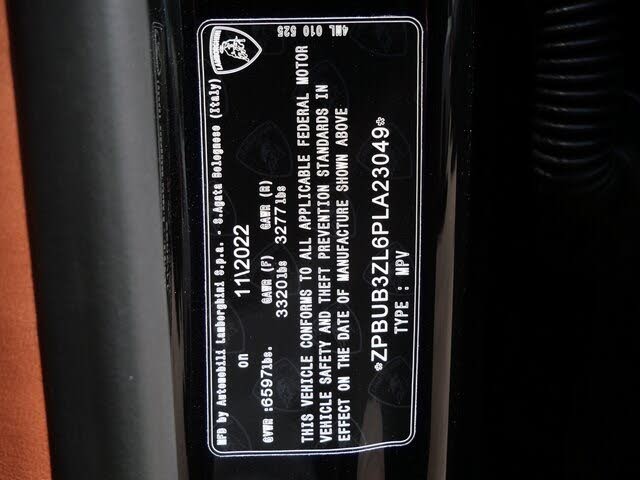 MFD by Automobili Lamborghini S.p.a. - S.Agata Bolognese (Italy)
on 11\2022
GAWR (F) GAWR (R)
GVWR :6597lbs. 3320lbs 3277lbs
THIS VEHICLE CONFORMS TO ALL APPLICABLE FEDERAL MOTOR
VEHICLE SAFETY AND THEFT PREVENTION STANDARDS IN
EFFECT ON THE DATE OF MANUFACTURE SHOWN ABOVE
*ZPBUB3ZL6PLA23049*
TYPE : MPV
4ML 010 525
LAMBORGHINI